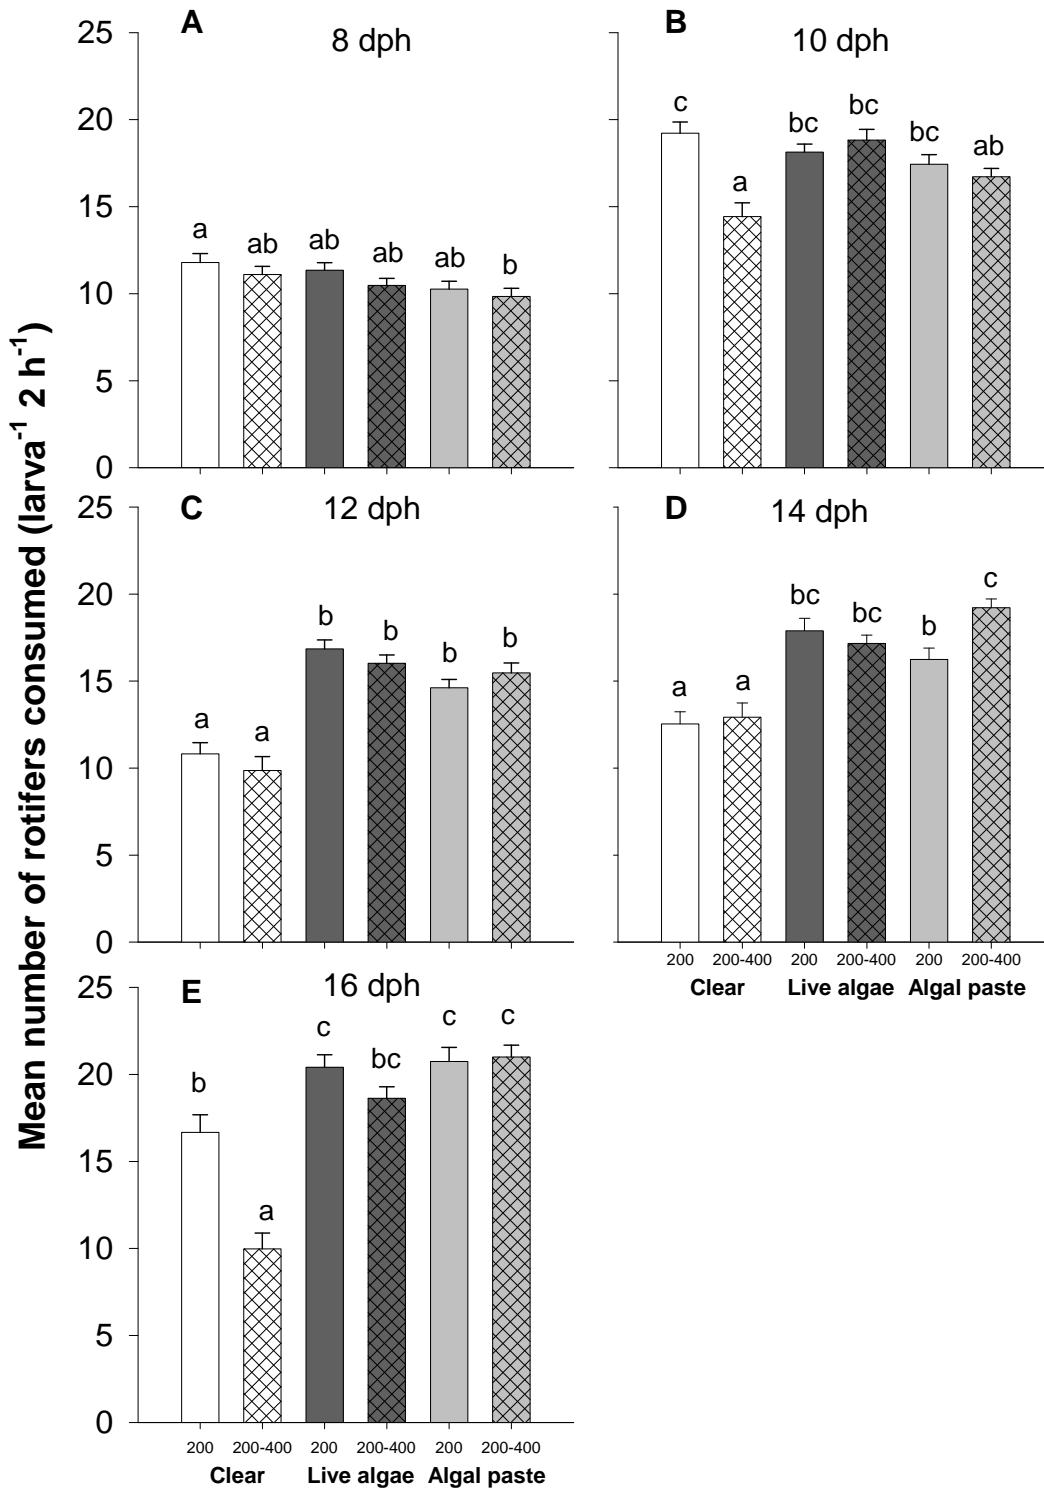 Mean number of rotifers consumed (larva⁻¹ 2 h⁻¹)
A
8 dph
25
20
15
10
5
0
a
ab
ab
ab
ab
b
B
10 dph
c
a
bc
bc
bc
ab
C
12 dph
25
20
15
10
5
0
a
a
b
b
b
b
D
14 dph
a
a
bc
bc
b
c
200 200-400 200 200-400 200 200-400
Clear Live algae Algal paste
E
16 dph
25
20
15
10
5
0
b
a
c
bc
c
c
200 200-400 200 200-400 200 200-400
Clear Live algae Algal paste